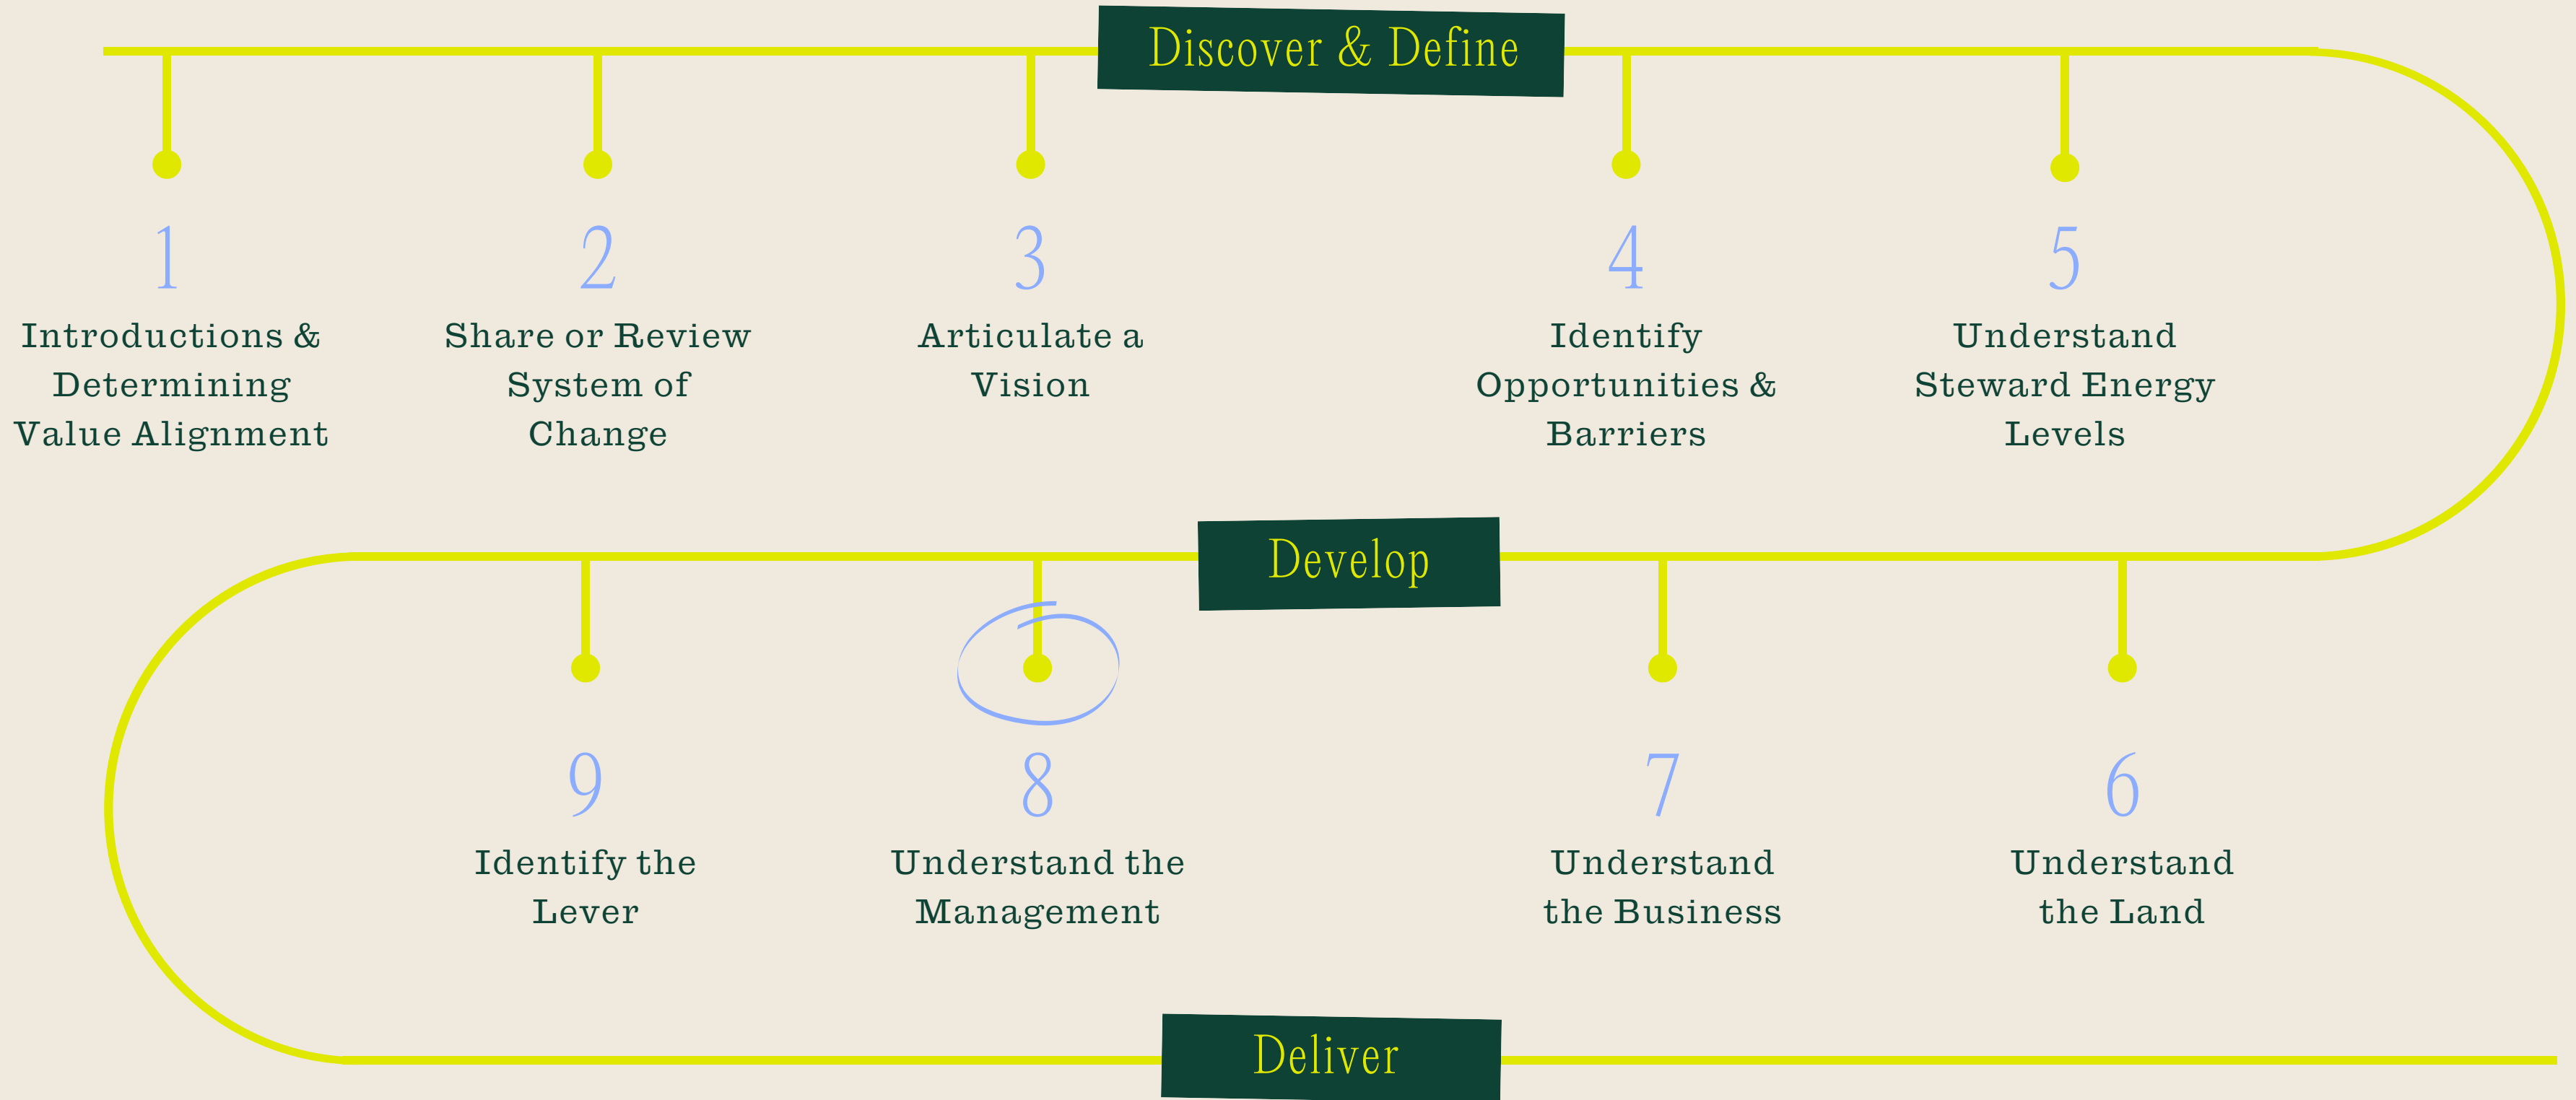 Discover & Define
1
Introductions &
Determining
Value Alignment
2
Share or Review
System of
Change
3
Articulate a
Vision
4
Identify
Opportunities &
Barriers
5
Understand
Steward Energy
Levels
Develop
9
Identify the
Lever
8
Understand the
Management
7
Understand
the Business
6
Understand
the Land
Deliver